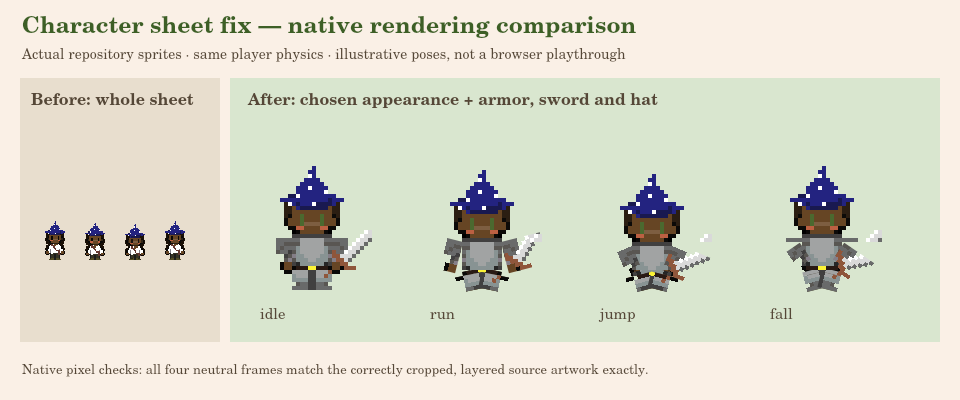 Character sheet fix — native rendering comparison
Actual repository sprites · same player physics · illustrative poses, not a browser playthrough
Before: whole sheet
After: chosen appearance + armor, sword and hat
idle
run
jump
fall
Native pixel checks: all four neutral frames match the correctly cropped, layered source artwork exactly.